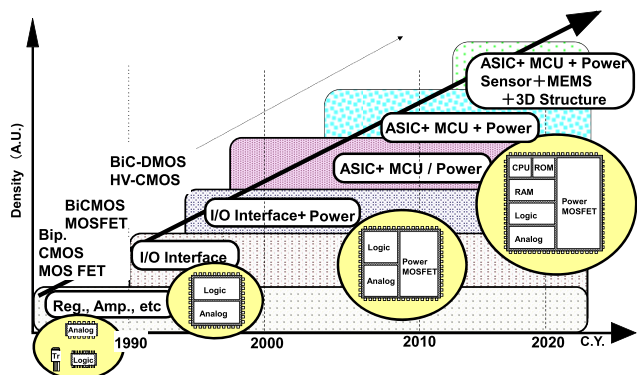 ASIC+ MCU + Power
Sensor＋MEMS
＋3D Structure
ASIC+ MCU + Power
ASIC+ MCU / Power
I/O Interface+ Power
I/O Interface
Reg., Amp., etc
BiC-DMOS
HV-CMOS
BiCMOS
MOSFET
Bip.
CMOS
MOS FET
Density （A.U.）
CPU
ROM
RAM
Logic
Analog
Power
MOSFET
Logic
Analog
Power
MOSFET
Logic
Analog
Analog
Tr
Logic
1990
2000
2010
2020
C.Y.